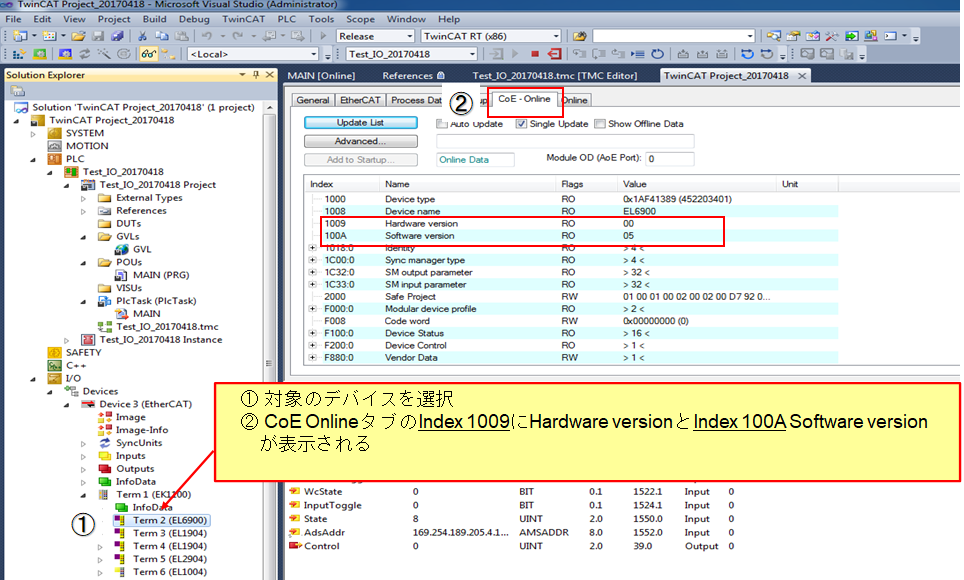 TwinCAT Project_20170418 - Microsoft Visual Studio (Administrator)
File Edit View Project Build Debug TwinCAT PLC Tools Scope Window Help
Release TwinCAT RT (x86)
<Local> Test_IO_20170418
Solution Explorer
MAIN [Online] References Test_IO_20170418.tmc [TMC Editor] TwinCAT Project_20170418
Solution 'TwinCAT Project_20170418' (1 project)
TwinCAT Project_20170418
SYSTEM
MOTION
PLC
Test_IO_20170418
Test_IO_20170418 Project
External Types
References
DUTs
GVLs
GVL
POUs
MAIN (PRG)
VISUs
PlcTask (PlcTask)
MAIN
Test_IO_20170418.tmc
Test_IO_20170418 Instance
SAFETY
C++
I/O
Devices
Device 3 (EtherCAT)
Image
Image-Info
SyncUnits
Inputs
Outputs
InfoData
Term 1 (EK1100)
InfoData
① Term 2 (EL6900)
Term 3 (EL1904)
Term 4 (EL1904)
Term 5 (EL2904)
Term 6 (EL1004)
General EtherCAT Process Dat ② CoE - Online Online
Update List Auto Update Single Update Show Offline Data
Advanced...
Add to Startup... Online Data Module OD (AoE Port): 0
Index Name Flags Value Unit
1000 Device type RO 0x1AF41389 (452203401)
1008 Device name RO EL6900
1009 Hardware version RO 00
100A Software version RO 05
1018:0 Identity RO > 4 <
1C00:0 Sync manager type RO > 4 <
1C32:0 SM output parameter RO > 32 <
1C33:0 SM input parameter RO > 32 <
2000 Safe Project RW 01 00 01 00 02 00 02 00 D7 92 0...
F000:0 Modular device profile RO > 2 <
F008 Code word RW 0x00000000 (0)
F100:0 Device Status RO > 16 <
F200:0 Device Control RO > 1 <
F880:0 Vendor Data RW > 1 <
① 対象のデバイスを選択
② CoE OnlineタブのIndex 1009にHardware versionとIndex 100A Software version
が表示される
WcState 0 BIT 0.1 1522.1 Input 0
InputToggle 0 BIT 0.1 1524.1 Input 0
State 8 UINT 2.0 1550.0 Input 0
AdsAddr 169.254.189.205.4.1... AMSADDR 8.0 1552.0 Input 0
Control 0 UINT 2.0 39.0 Output 0